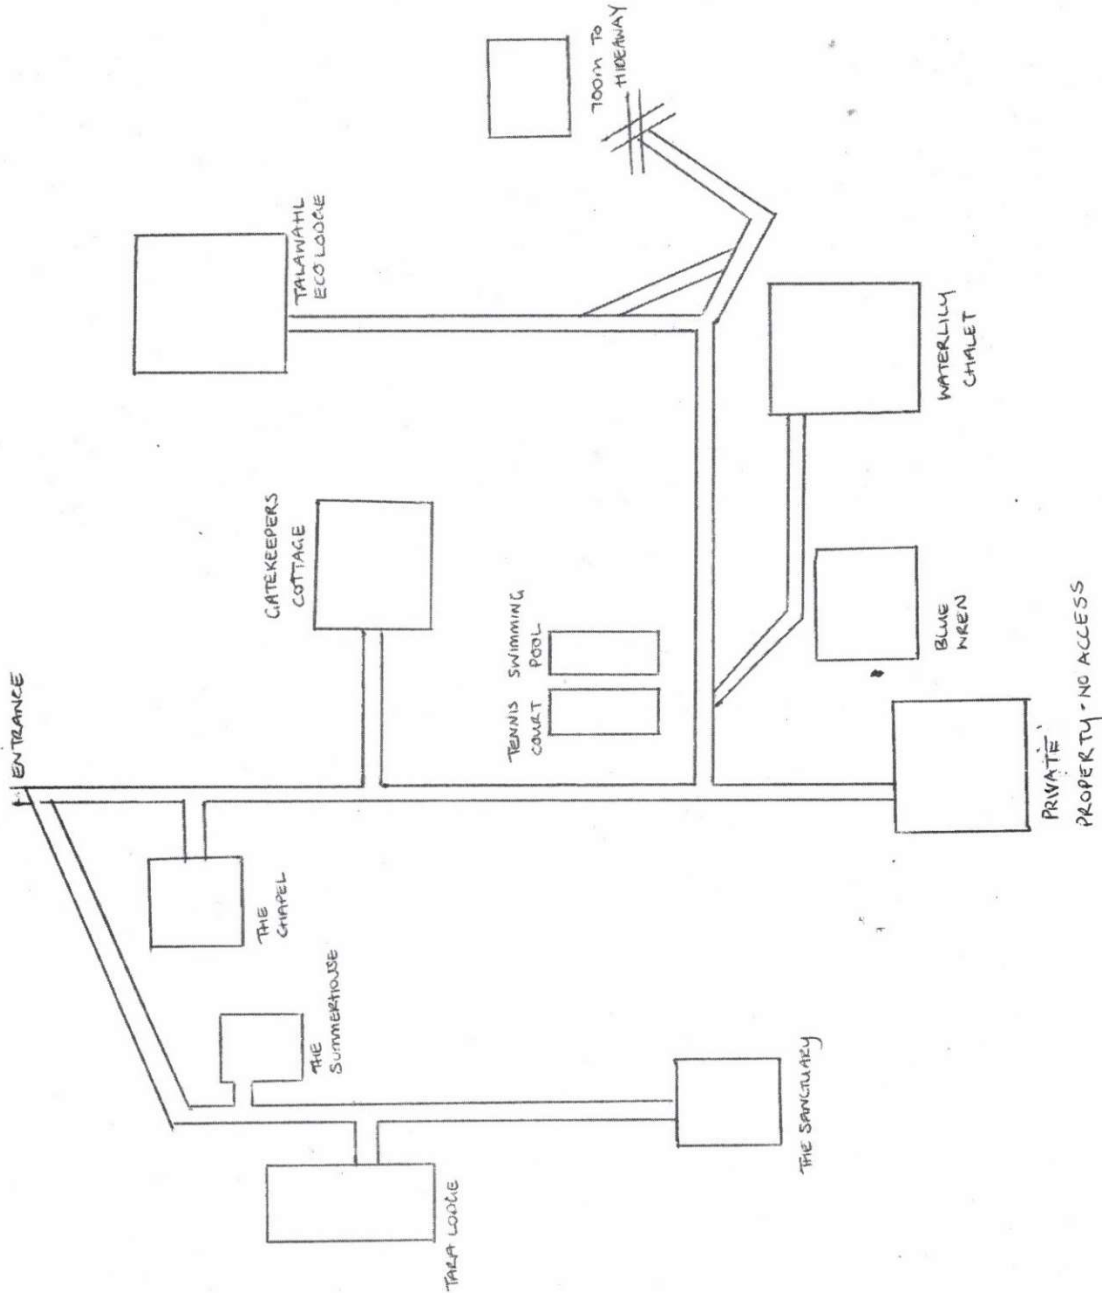 ENTRANCE
TALAWAHL
ECO LODGE
700m TO
HIDEAWAY
GATEKEEPERS
COTTAGE
THE
CHAPEL
THE
SUMMERHOUSE
TENNIS
COURT
SWIMMING
POOL
TARA LODGE
THE SANCTUARY
WATERLILY
CHALET
BLUE
WREN
PRIVATE
PROPERTY - NO ACCESS